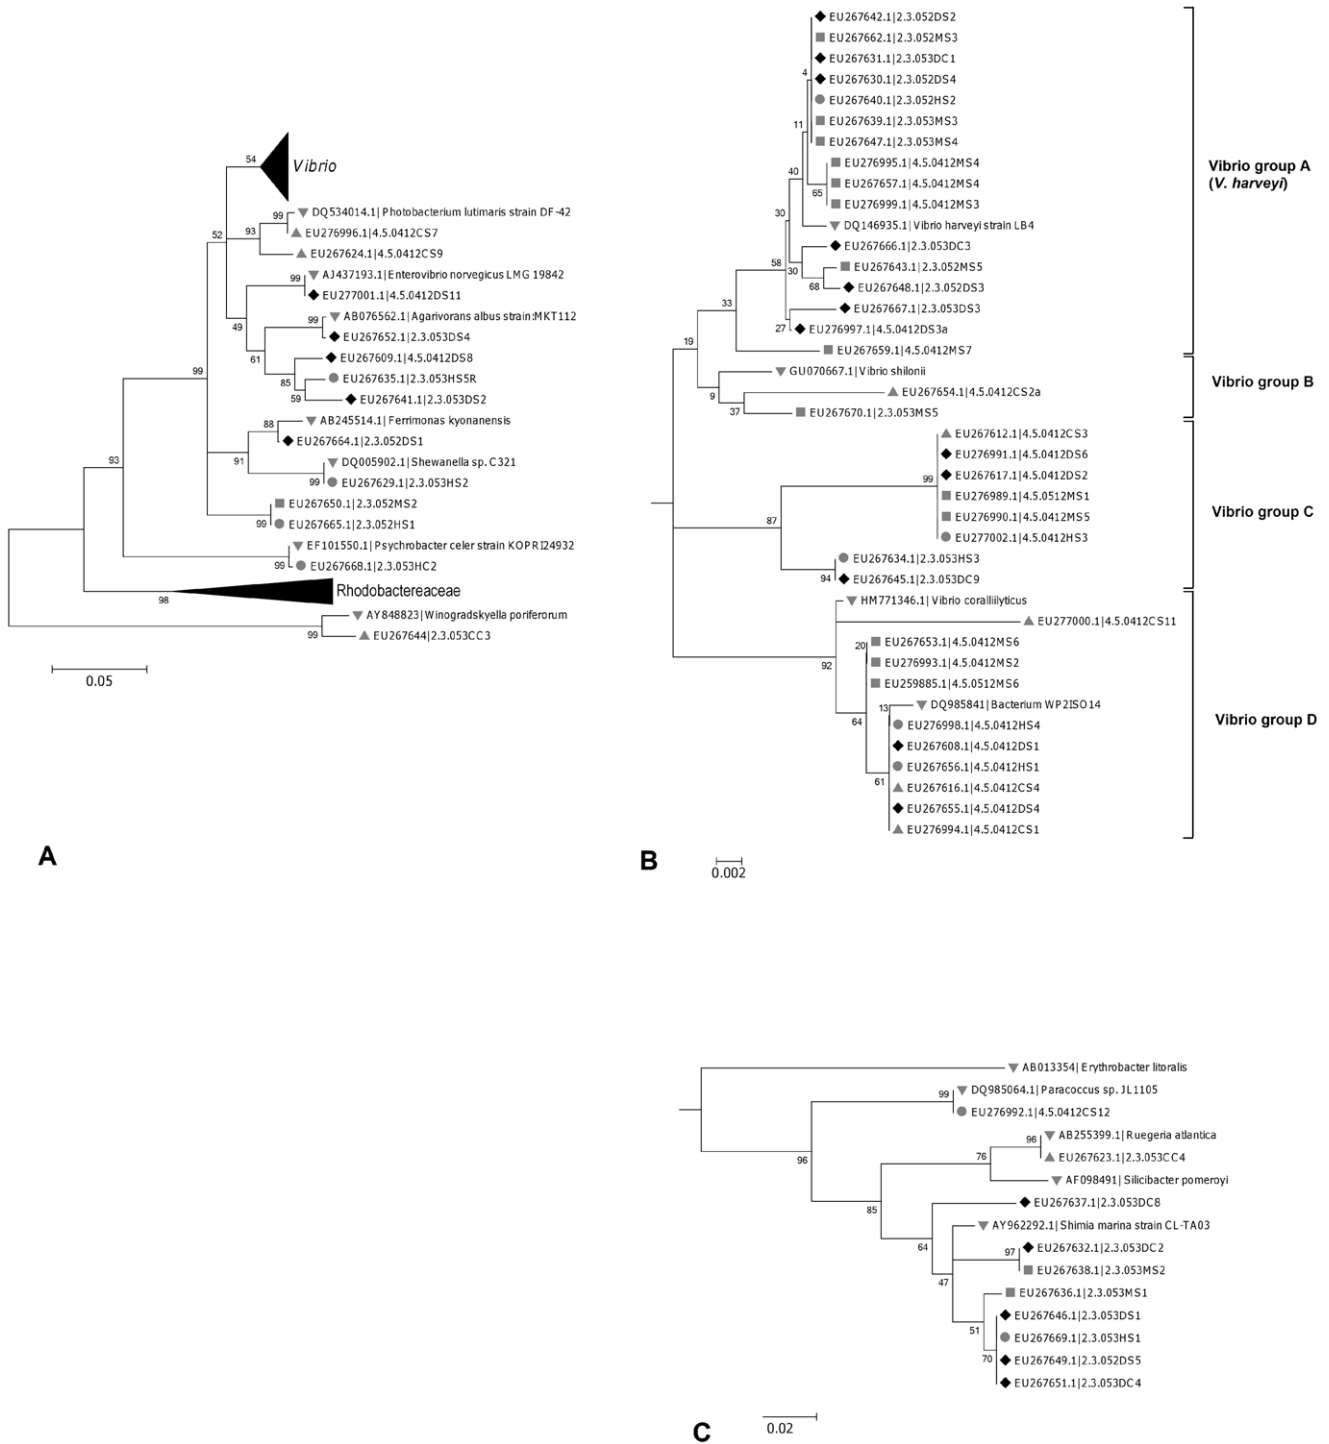 54
Vibrio
99
DQ534014.1| Photobacterium lutimaris strain DF-42
52
93
EU276996.1|4.5.0412CS7
EU267624.1|4.5.0412CS9
99
AJ437193.1| Enterovibrio norvegicus LMG 19842
EU277001.1|4.5.0412DS11
49
99
AB076562.1| Agarivorans albus strain:MKT112
EU267652.1|2.3.053DS4
61
EU267609.1|4.5.0412DS8
99
85
EU267635.1|2.3.053HS5R
59
EU267641.1|2.3.053DS2
88
AB245514.1| Ferrimonas kyonanensis
EU267664.1|2.3.052DS1
91
DQ005902.1| Shewanella sp. C321
93
99
EU267629.1|2.3.053HS2
EU267650.1|2.3.052MS2
99
EU267665.1|2.3.052HS1
EF101550.1| Psychrobacter celer strain KOPRI24932
99
EU267668.1|2.3.053HC2
98
Rhodobactereaceae
AY848823| Winogradskyella poriferorum
99
EU267644|2.3.053CC3
0.05
A
EU267642.1|2.3.052DS2
EU267662.1|2.3.052MS3
EU267631.1|2.3.053DC1
4
EU267630.1|2.3.052DS4
EU267640.1|2.3.052HS2
11
EU267639.1|2.3.053MS3
EU267647.1|2.3.053MS4
EU276995.1|4.5.0412MS4
40
65
EU267657.1|4.5.0412MS4
EU276999.1|4.5.0412MS3
30
DQ146935.1| Vibrio harveyi strain LB4
EU267666.1|2.3.053DC3
58
30
EU267643.1|2.3.052MS5
68
EU267648.1|2.3.052DS3
33
EU267667.1|2.3.053DS3
27
EU276997.1|4.5.0412DS3a
19
EU267659.1|4.5.0412MS7
Vibrio group A
(V. harveyi)
GU070667.1| Vibrio shilonii
9
EU267654.1|4.5.0412CS2a
37
EU267670.1|2.3.053MS5
Vibrio group B
EU267612.1|4.5.0412CS3
EU276991.1|4.5.0412DS6
99
EU267617.1|4.5.0412DS2
EU276989.1|4.5.0512MS1
87
EU276990.1|4.5.0412MS5
EU277002.1|4.5.0412HS3
EU267634.1|2.3.053HS3
94
EU267645.1|2.3.053DC9
Vibrio group C
HM771346.1| Vibrio coralliilyticus
EU277000.1|4.5.0412CS11
20
EU267653.1|4.5.0412MS6
92
EU276993.1|4.5.0412MS2
EU259885.1|4.5.0512MS6
13
DQ985841| Bacterium WP2ISO14
64
EU276998.1|4.5.0412HS4
EU267608.1|4.5.0412DS1
EU267656.1|4.5.0412HS1
61
EU267616.1|4.5.0412CS4
EU267655.1|4.5.0412DS4
EU276994.1|4.5.0412CS1
Vibrio group D
B
0.002
AB013354| Erythrobacter litoralis
99
DQ985064.1| Paracoccus sp. JL1105
EU276992.1|4.5.0412CS12
96
96
AB255399.1| Ruegeria atlantica
76
EU267623.1|2.3.053CC4
AF098491| Silicibacter pomeroyi
85
EU267637.1|2.3.053DC8
AY962292.1| Shimia marina strain CL-TA03
64
97
EU267632.1|2.3.053DC2
EU267638.1|2.3.053MS2
47
EU267636.1|2.3.053MS1
EU267646.1|2.3.053DS1
51
EU267669.1|2.3.053HS1
70
EU267649.1|2.3.052DS5
EU267651.1|2.3.053DC4
C
0.02